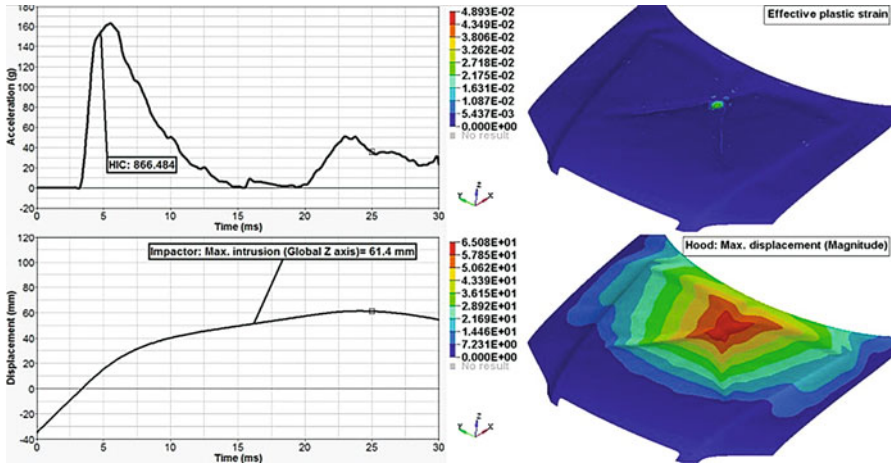 180
160
140
120
100
80
60
40
20
0
-20
Acceleration (g)
HIC: 866.484
0 5 10 15 20 25 30
Time (ms)
4.893E-02
4.349E-02
3.806E-02
3.262E-02
2.718E-02
2.175E-02
1.631E-02
1.087E-02
5.437E-03
0.000E+00
No result
Z
Y X
Effective plastic strain
120
100
80
60
40
20
0
-20
-40
Displacement (mm)
Impactor: Max. intrusion (Global Z axis)= 61.4 mm
0 5 10 15 20 25 30
Time (ms)
6.508E+01
5.785E+01
5.062E+01
4.339E+01
3.615E+01
2.892E+01
2.169E+01
1.446E+01
7.231E+00
0.000E+00
No result
Z
Y X
Hood: Max. displacement (Magnitude)